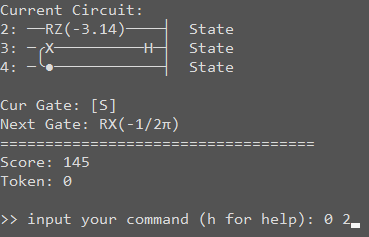 Current Circuit:
2: ──RZ(-3.14)────┤ State
3: ─╭X─────────H─┤ State
4: ─╰●───────────┤ State
Cur Gate: [S]
Next Gate: RX(-1/2π)
===================================
Score: 145
Token: 0
>> input your command (h for help): 0 2